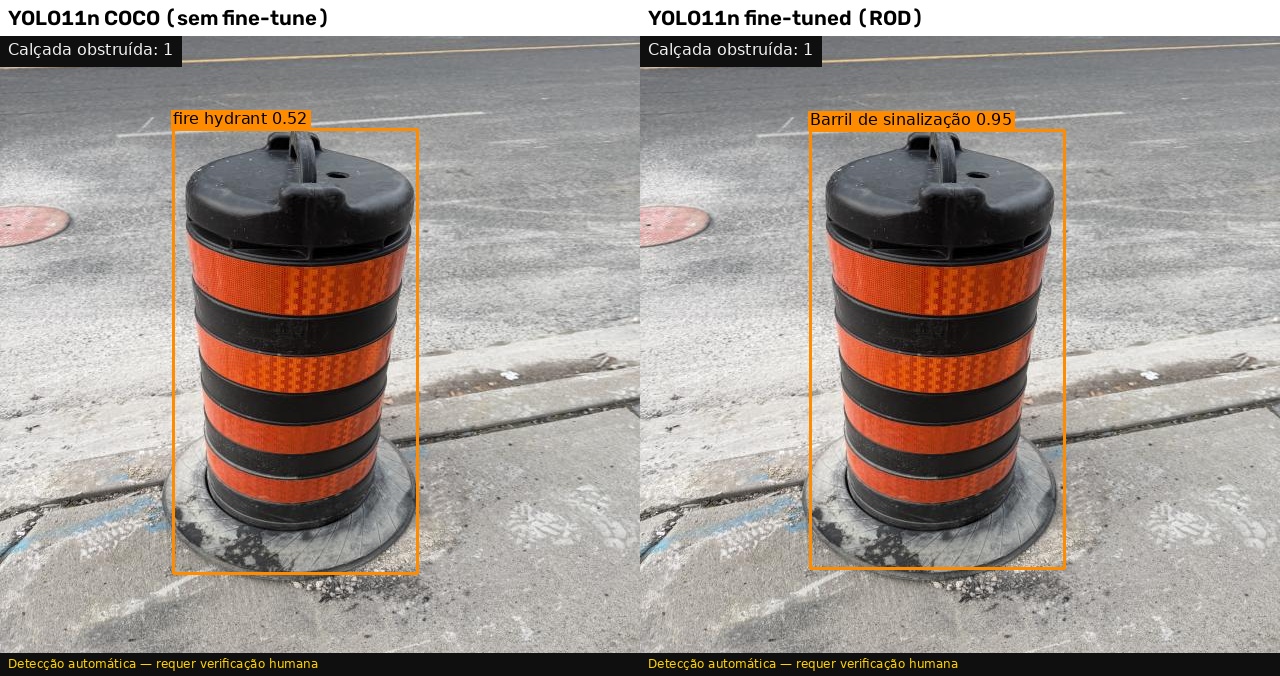 YOLO11n COCO (sem fine-tune)
Calçada obstruída: 1
fire hydrant 0.52
Detecção automática — requer verificação humana
YOLO11n fine-tuned (ROD)
Calçada obstruída: 1
Barril de sinalização 0.95
Detecção automática — requer verificação humana